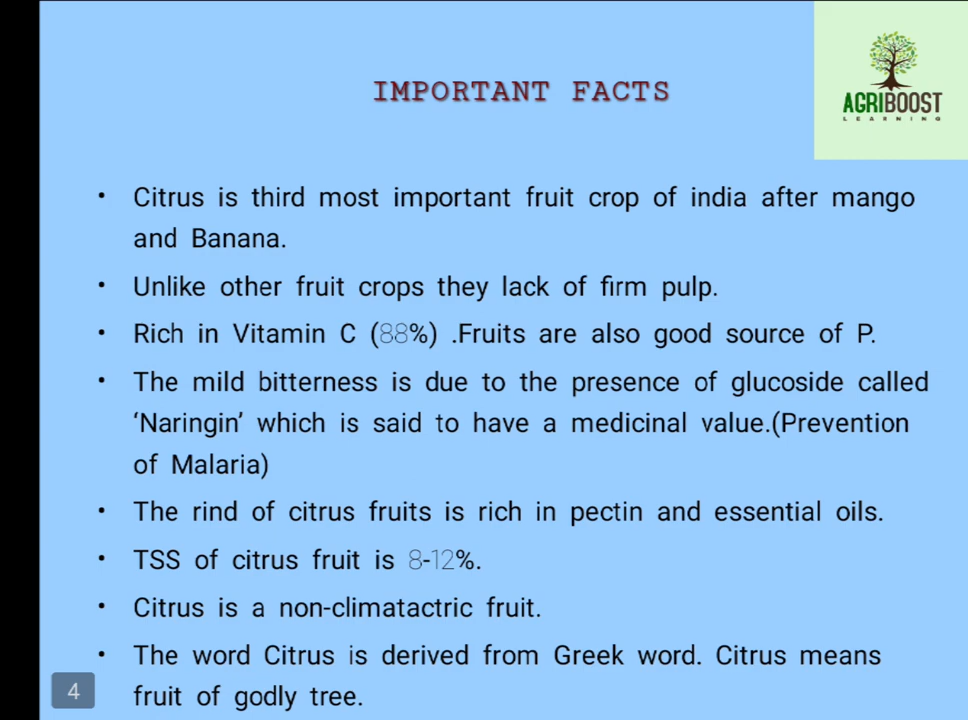 IMPORTANT FACTS
AGRIBOOST
LEARNING
• Citrus is third most important fruit crop of india after mango
and Banana.
• Unlike other fruit crops they lack of firm pulp.
• Rich in Vitamin C (88%) .Fruits are also good source of P.
• The mild bitterness is due to the presence of glucoside called
‘Naringin’ which is said to have a medicinal value.(Prevention
of Malaria)
• The rind of citrus fruits is rich in pectin and essential oils.
• TSS of citrus fruit is 8-12%.
• Citrus is a non-climatactric fruit.
• The word Citrus is derived from Greek word. Citrus means
fruit of godly tree.
4